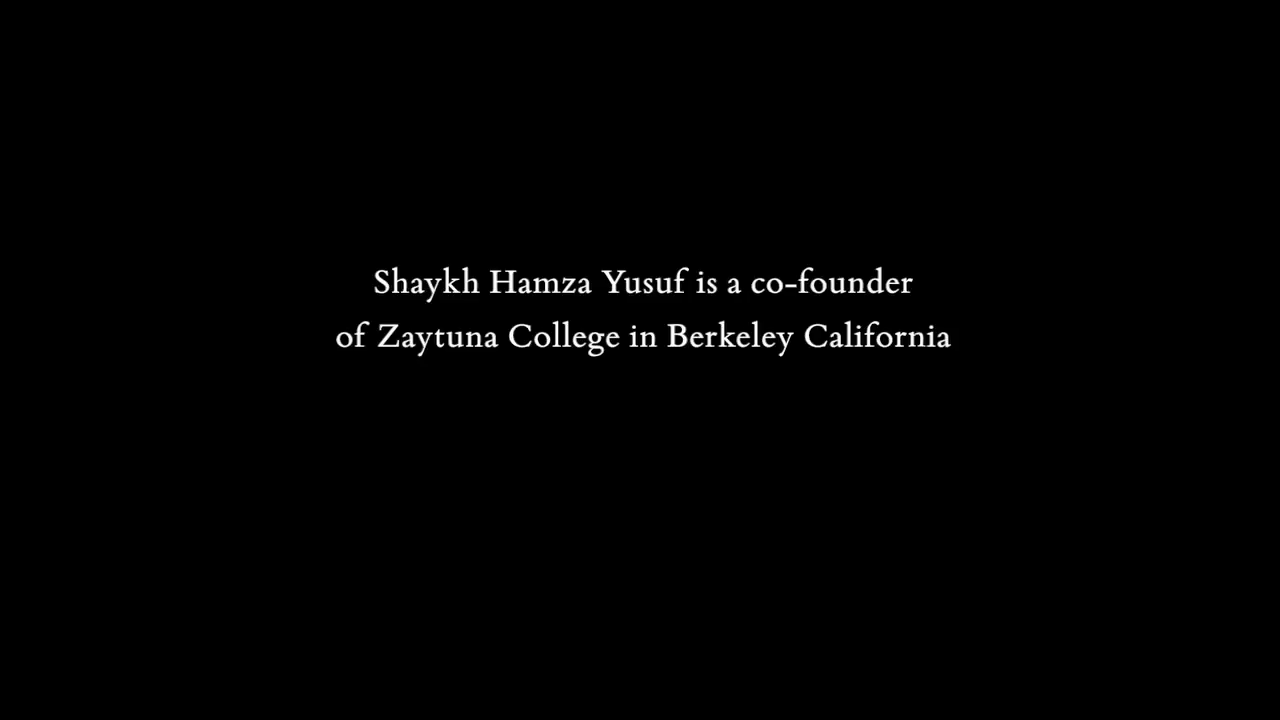 Shaykh Hamza Yusuf is a co-founder
of Zaytuna College in Berkeley California